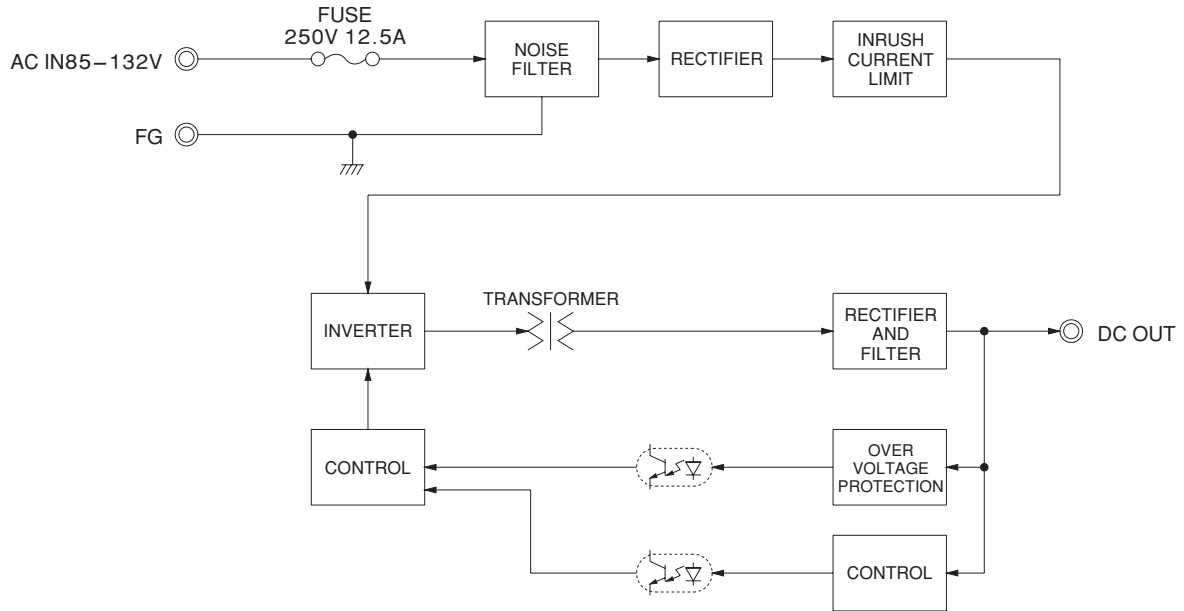 FUSE
250V 12.5A
AC IN85–132V
NOISE
FILTER
RECTIFIER
INRUSH
CURRENT
LIMIT
FG
INVERTER
TRANSFORMER
RECTIFIER
AND
FILTER
DC OUT
CONTROL
OVER
VOLTAGE
PROTECTION
CONTROL